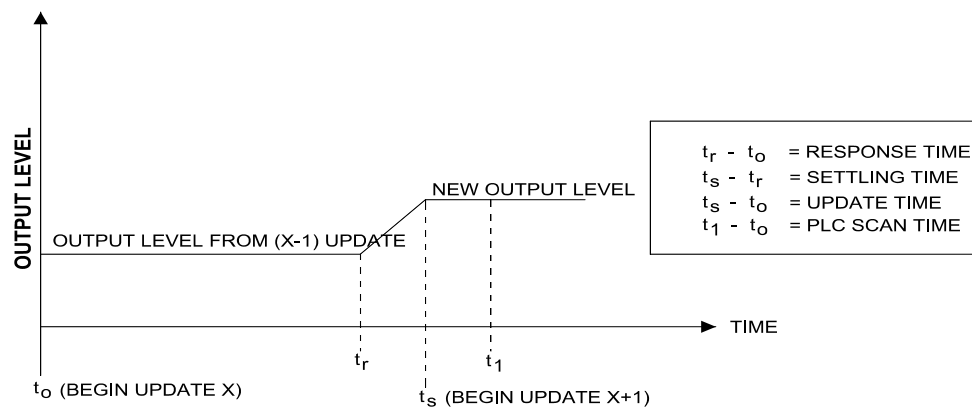 OUTPUT LEVEL
NEW OUTPUT LEVEL
OUTPUT LEVEL FROM (X-1) UPDATE
TIME
tr
t1
to (BEGIN UPDATE X)
ts (BEGIN UPDATE X+1)
tr - to = RESPONSE TIME
ts - tr = SETTLING TIME
ts - to = UPDATE TIME
t1 - to = PLC SCAN TIME